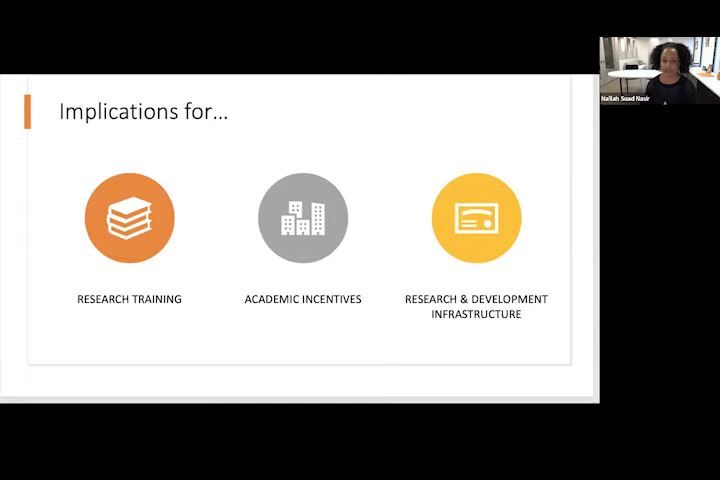 Na'ilah Suad Nasir
Implications for…
RESEARCH TRAINING
ACADEMIC INCENTIVES
RESEARCH & DEVELOPMENT
INFRASTRUCTURE